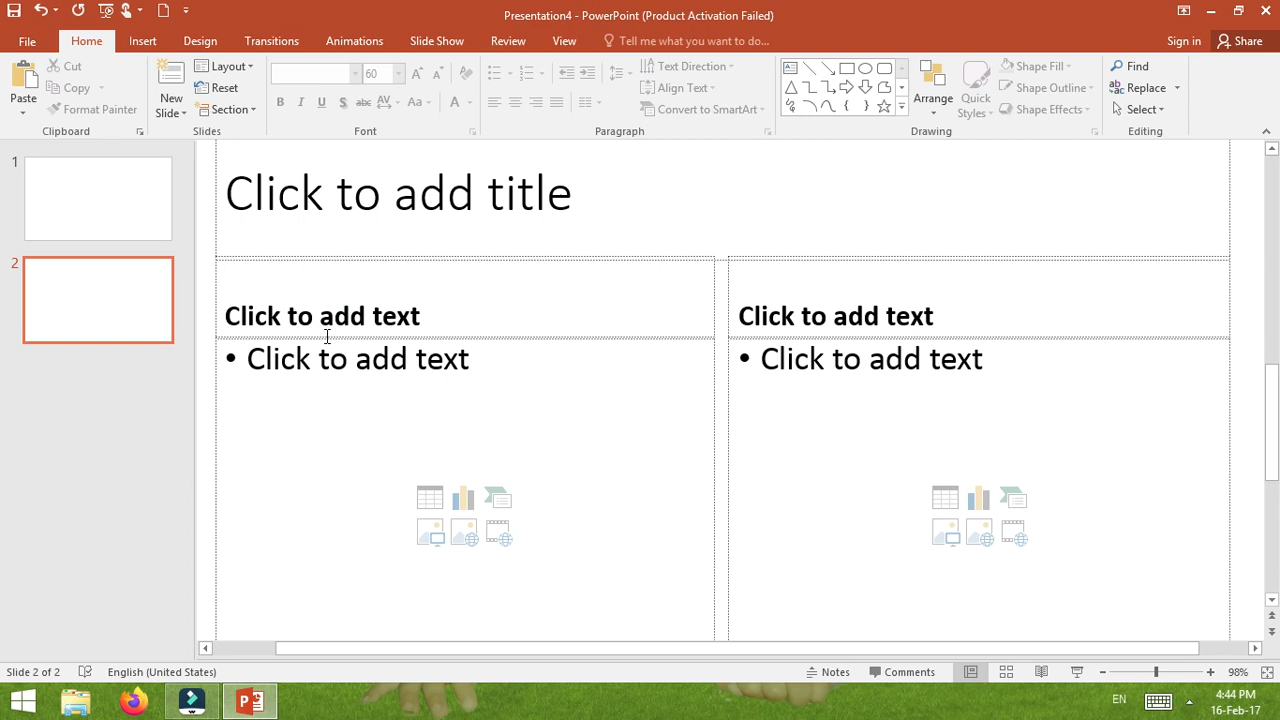 Presentation4 - PowerPoint (Product Activation Failed)
File Home Insert Design Transitions Animations Slide Show Review View Tell me what you want to do... Sign in Share
Paste
Cut
Copy
Format Painter
Clipboard
New
Slide
Layout
Reset
Section
Slides
60
B I U S abc AV Aa A
Font
Text Direction
Align Text
Convert to SmartArt
Paragraph
Arrange
Quick
Styles
Shape Fill
Shape Outline
Shape Effects
Drawing
Find
Replace
Select
Editing
1
2
Click to add title
Click to add text
• Click to add text
Click to add text
• Click to add text
Slide 2 of 2 English (United States) Notes Comments 98%
EN
4:44 PM
16-Feb-17